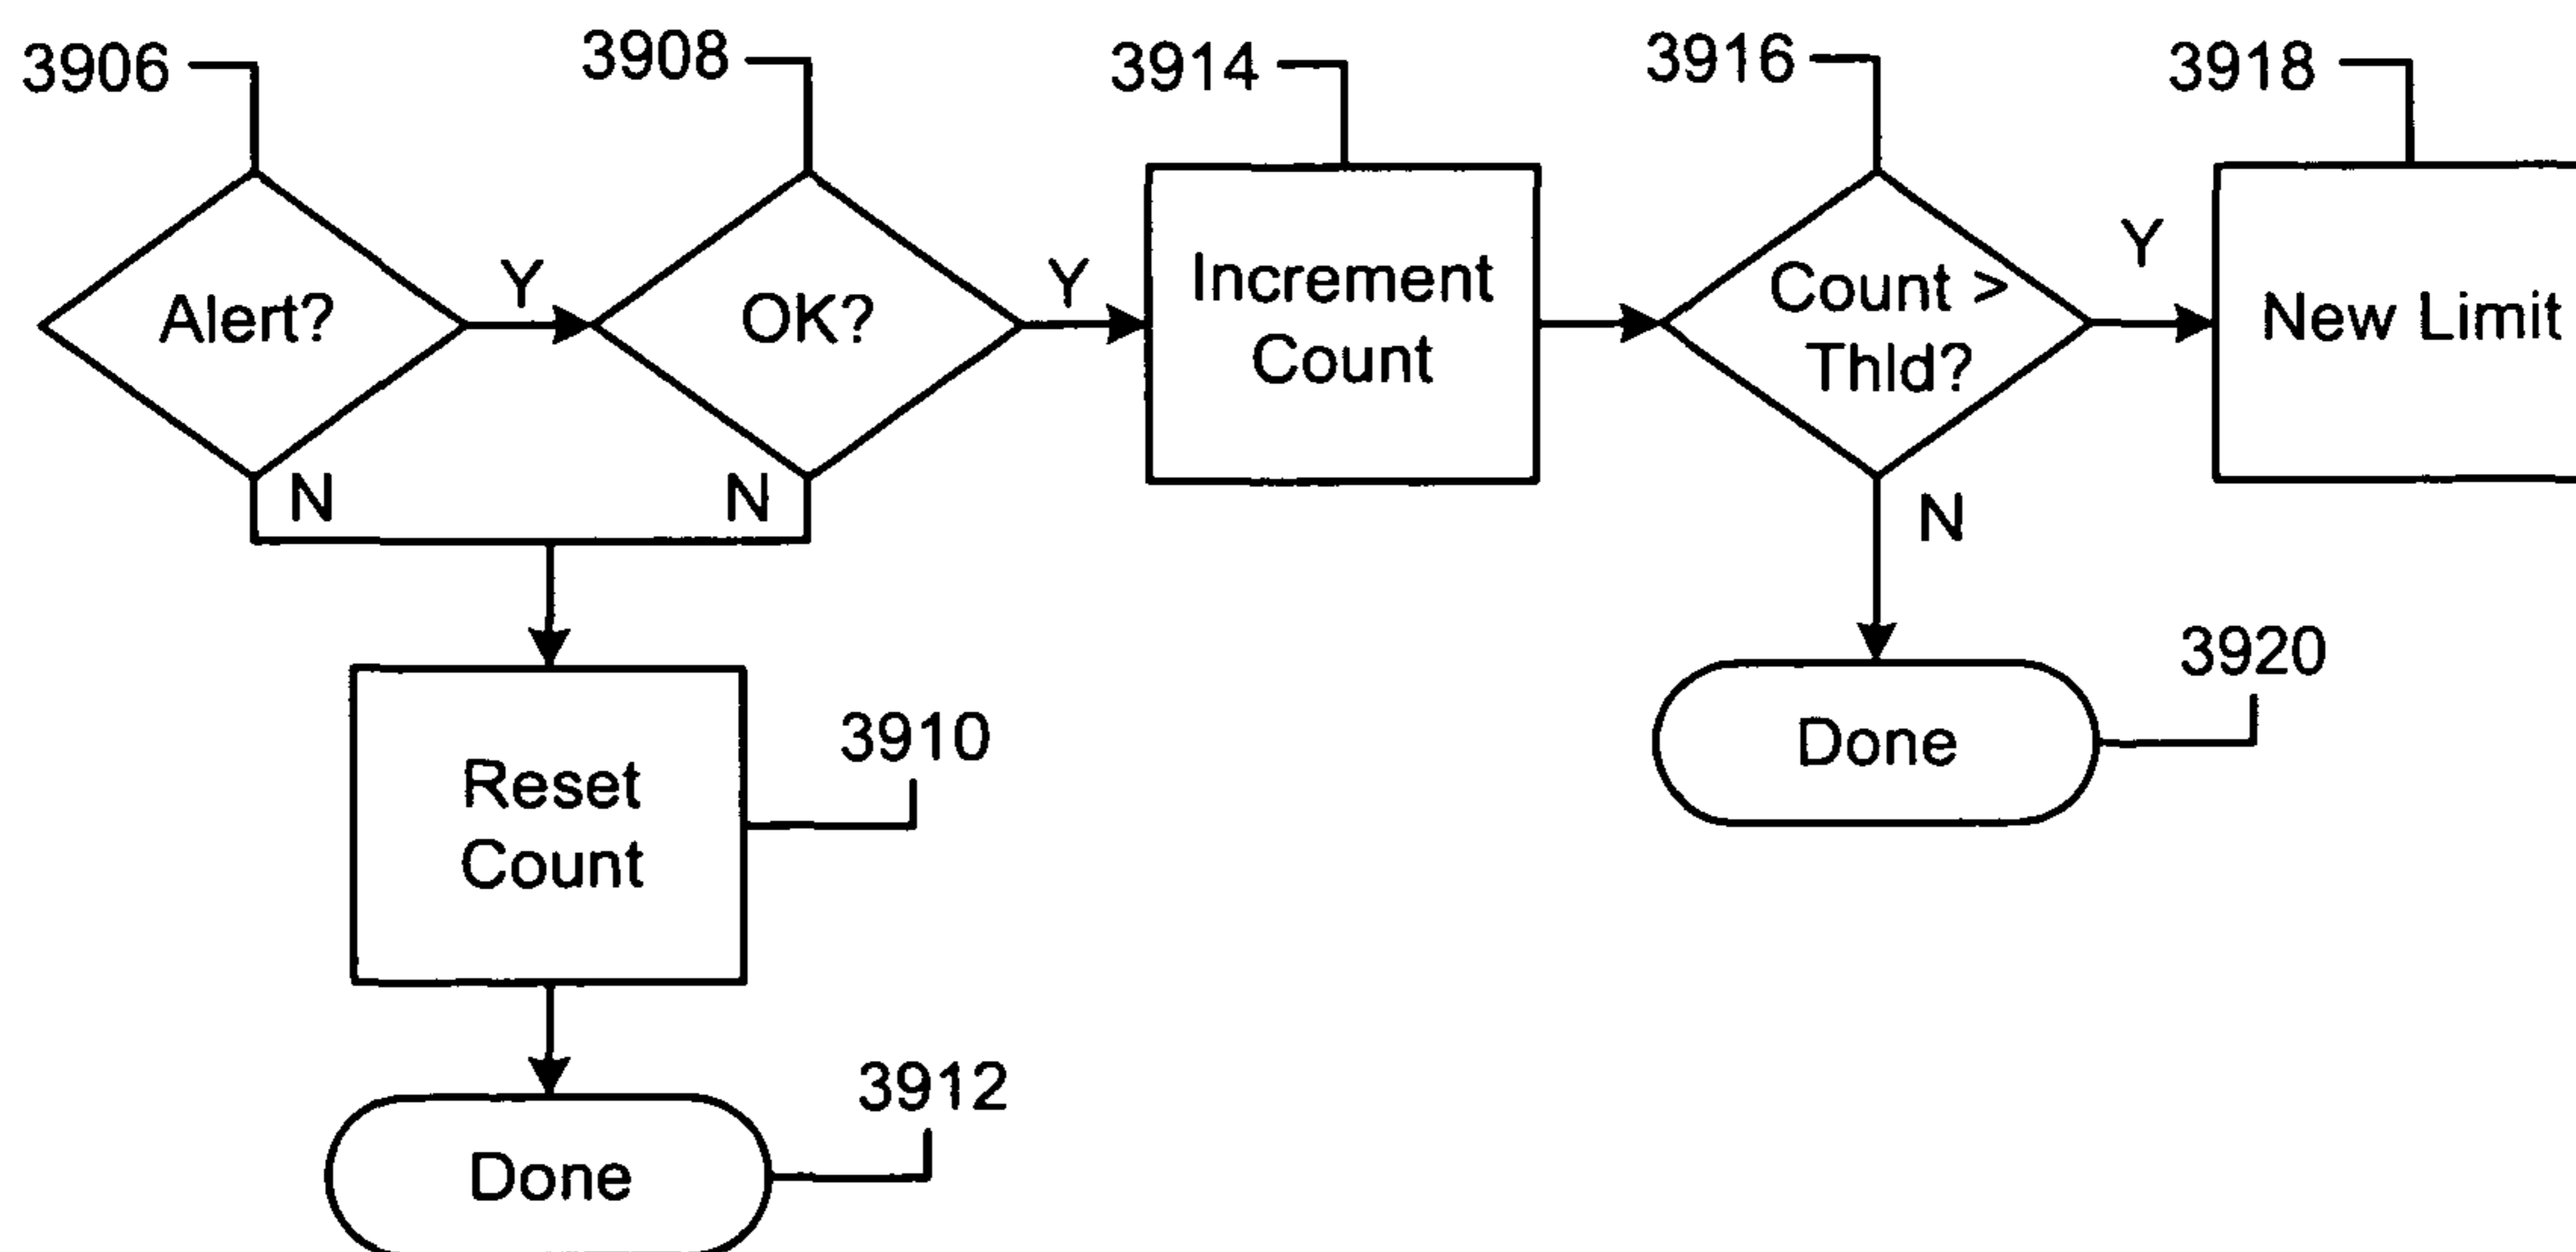 3906
3908
3914
3916
3918
Alert?
Y
OK?
Y
Increment
Count
Count >
Thld?
Y
New Limit
N
N
N
3920
Done
3910
Reset
Count
3912
Done